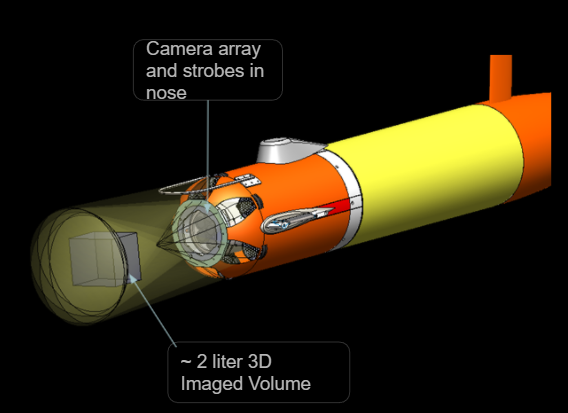 Camera array
and strobes in
nose
~ 2 liter 3D
Imaged Volume